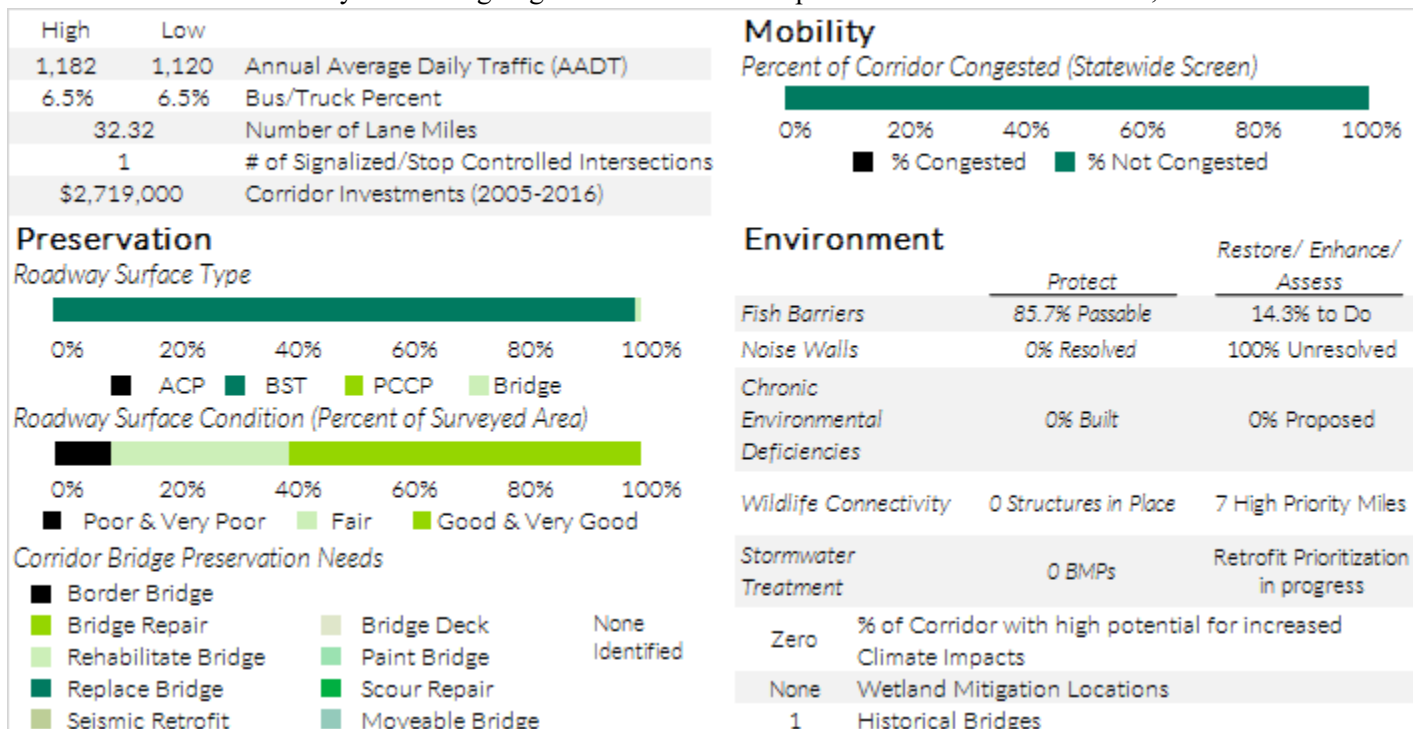 High Low
1,182 1,120 Annual Average Daily Traffic (AADT)
6.5% 6.5% Bus/Truck Percent
32.32 Number of Lane Miles
1 # of Signalized/Stop Controlled Intersections
$2,719,000 Corridor Investments (2005-2016)
Mobility
Percent of Corridor Congested (Statewide Screen)
0% 20% 40% 60% 80% 100%
% Congested % Not Congested
Preservation
Roadway Surface Type
0% 20% 40% 60% 80% 100%
ACP BST PCCP Bridge
Roadway Surface Condition (Percent of Surveyed Area)
0% 20% 40% 60% 80% 100%
Poor & Very Poor Fair Good & Very Good
Corridor Bridge Preservation Needs
Border Bridge
Bridge Repair Bridge Deck None
Identified
Rehabilitate Bridge Paint Bridge
Replace Bridge Scour Repair
Seismic Retrofit Moveable Bridge
Environment
Restore/ Enhance/
Protect Assess
Fish Barriers 85.7% Passable 14.3% to Do
Noise Walls 0% Resolved 100% Unresolved
Chronic
Environmental 0% Built 0% Proposed
Deficiencies
Wildlife Connectivity 0 Structures in Place 7 High Priority Miles
Stormwater
Treatment 0 BMPs Retrofit Prioritization
in progress
Zero % of Corridor with high potential for increased
Climate Impacts
None Wetland Mitigation Locations
1 Historical Bridges